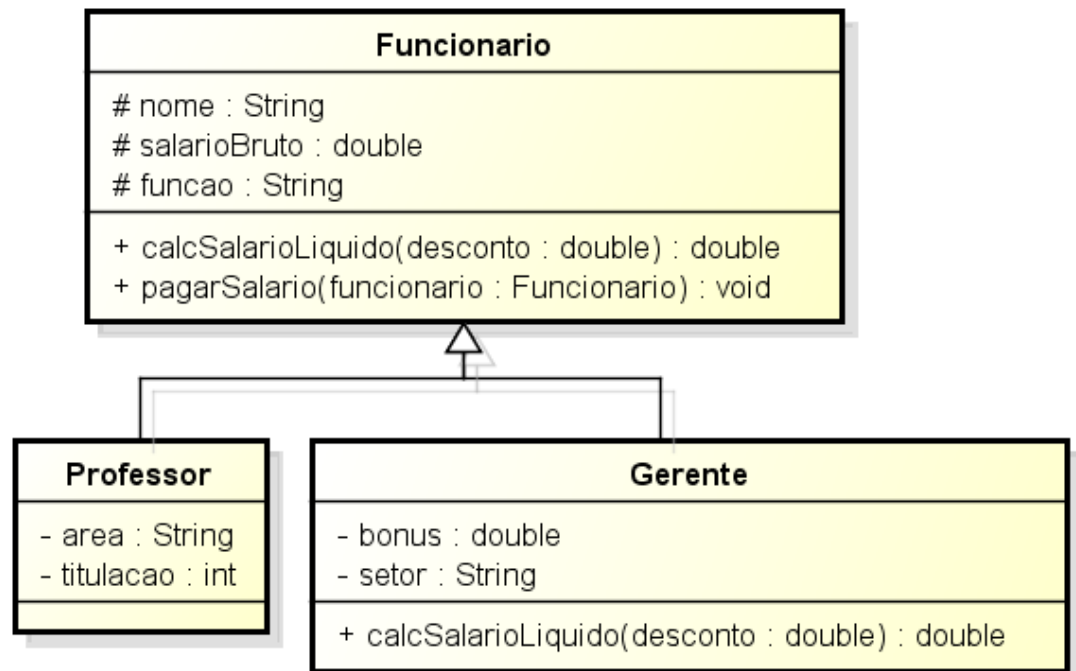 Funcionario
# nome : String
# salarioBruto : double
# funcao : String
+ calcSalarioLiquido(desconto : double) : double
+ pagarSalario(funcionario : Funcionario) : void
Professor
- area : String
- titulacao : int
Gerente
- bonus : double
- setor : String
+ calcSalarioLiquido(desconto : double) : double